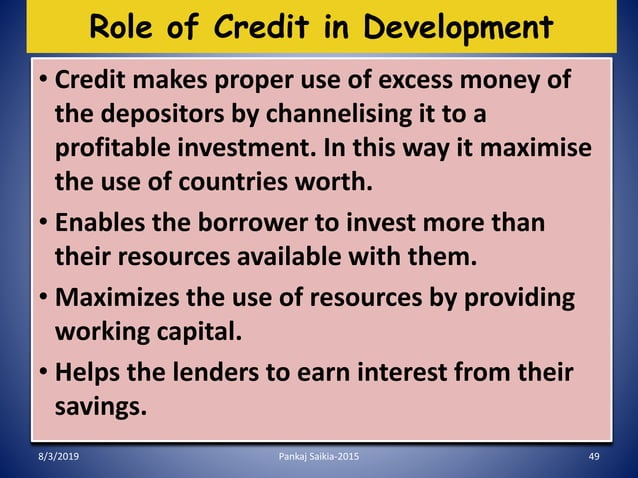 Role of Credit in Development
• Credit makes proper use of excess money of
the depositors by channelising it to a
profitable investment. In this way it maximise
the use of countries worth.
• Enables the borrower to invest more than
their resources available with them.
• Maximizes the use of resources by providing
working capital.
• Helps the lenders to earn interest from their
savings.
8/3/2019 Pankaj Saikia-2015 49